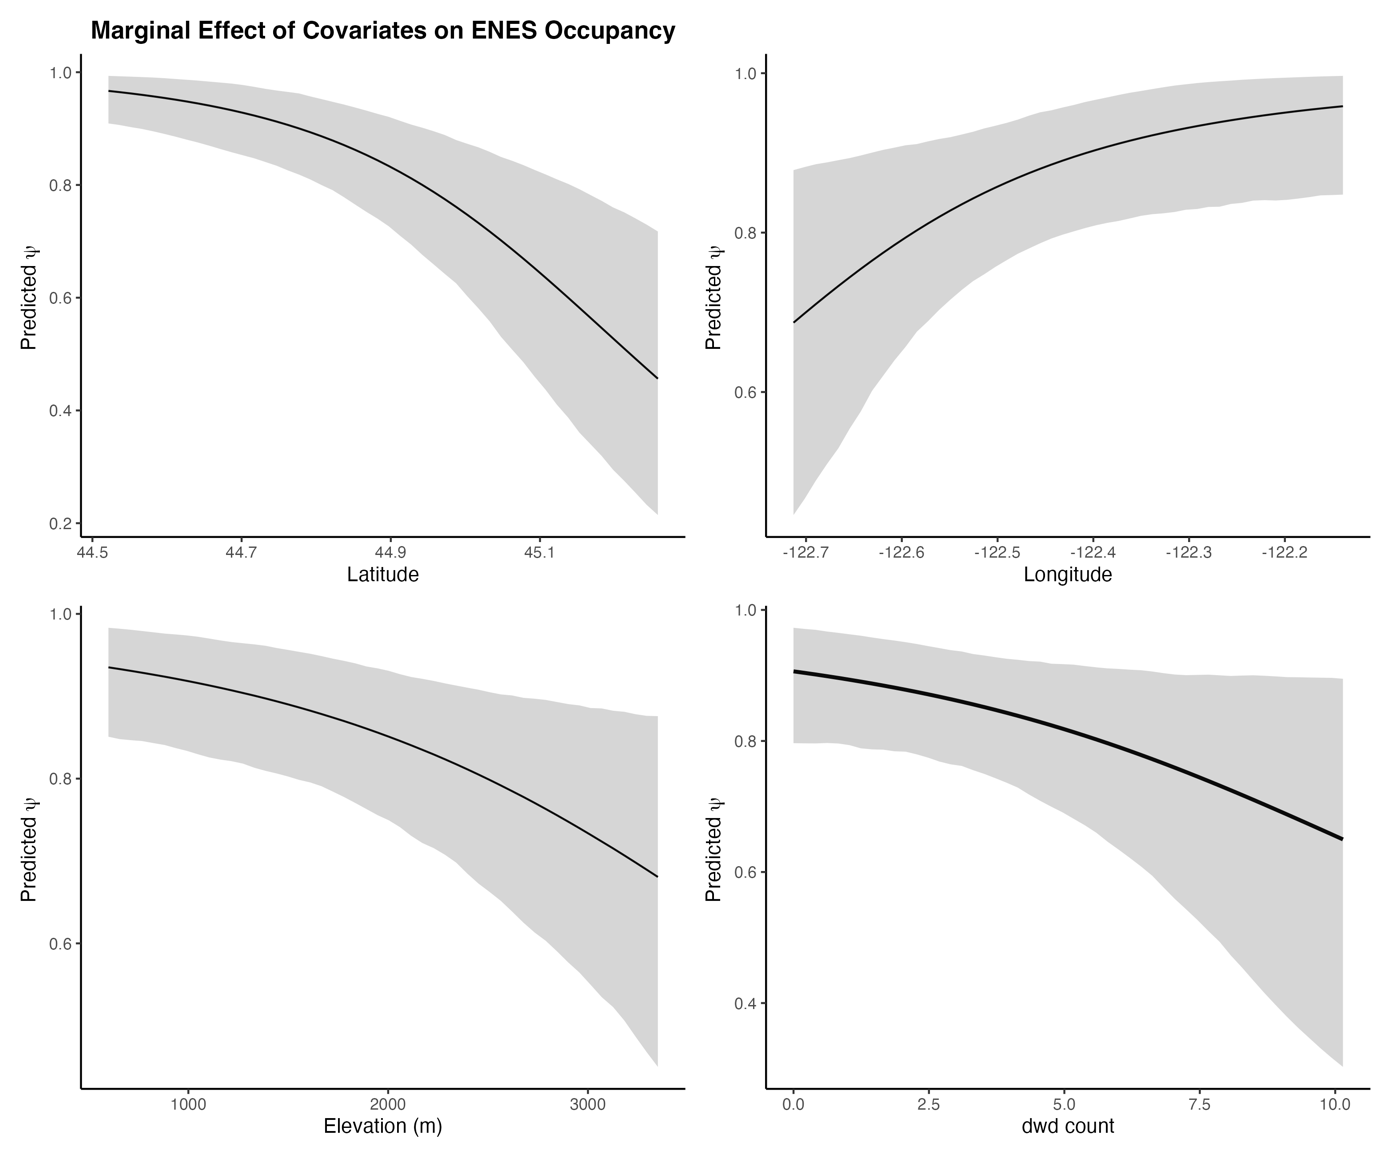 Marginal Effect of Covariates on ENES Occupancy
1.0
0.8
0.6
0.4
0.2
Predicted ψ
44.5 44.7 44.9 45.1
Latitude
1.0
0.8
0.6
Predicted ψ
-122.7 -122.6 -122.5 -122.4 -122.3 -122.2
Longitude
1.0
0.8
0.6
Predicted ψ
1000 2000 3000
Elevation (m)
1.0
0.8
0.6
0.4
Predicted ψ
0.0 2.5 5.0 7.5 10.0
dwd count